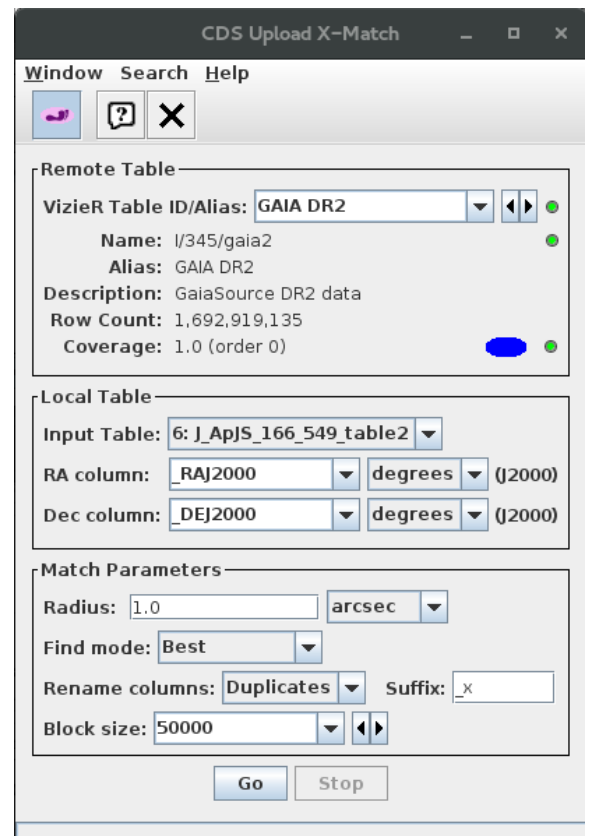 CDS Upload X-Match
Window Search Help
Remote Table
VizieR Table ID/Alias: GAIA DR2
Name: I/345/gaia2
Alias: GAIA DR2
Description: GaiaSource DR2 data
Row Count: 1,692,919,135
Coverage: 1.0 (order 0)
Local Table
Input Table: 6: J_ApJS_166_549_table2
RA column: _RAJ2000 degrees (J2000)
Dec column: _DEJ2000 degrees (J2000)
Match Parameters
Radius: 1.0 arcsec
Find mode: Best
Rename columns: Duplicates Suffix: _x
Block size: 50000
Go Stop